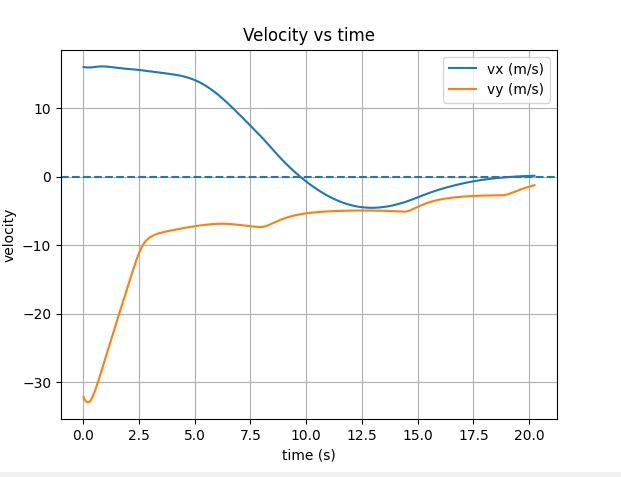 Velocity vs time
vx (m/s)
vy (m/s)
10
0
−10
−20
−30
velocity
0.0 2.5 5.0 7.5 10.0 12.5 15.0 17.5 20.0
time (s)